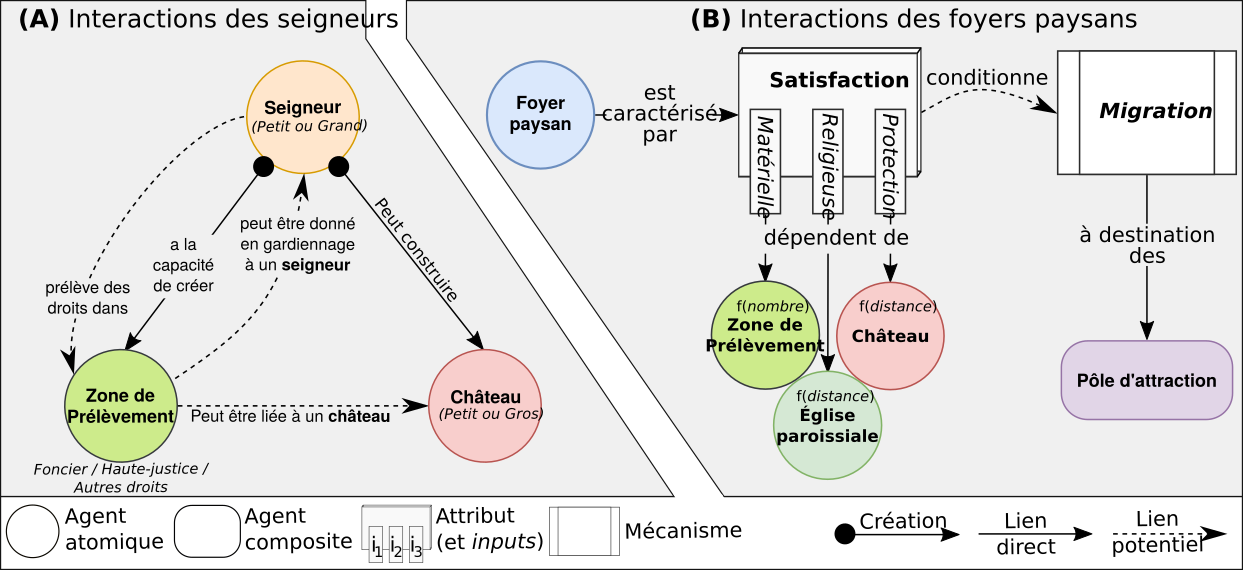 (A) Interactions des seigneurs
Seigneur
(Petit ou Grand)
prélève des
droits dans
a la
capacité
de créer
peut être donné
en gardiennage
à un seigneur
Peut construire
Zone de
Prélèvement
Peut être liée à un château
Château
(Petit ou Gros)
Foncier / Haute-justice /
Autres droits
(B) Interactions des foyers paysans
Foyer
paysan
est
caractérisé
par
Satisfaction
Matérielle
Religieuse
Protection
conditionne
Migration
dépendent de
f(nombre)
Zone de
Prélèvement
f(distance)
Château
f(distance)
Église
paroissiale
à destination
des
Pôle d'attraction
Agent
atomique
Agent
composite
i1 i2 i3
Attribut
(et inputs)
Mécanisme
Création
Lien
direct
Lien
potentiel